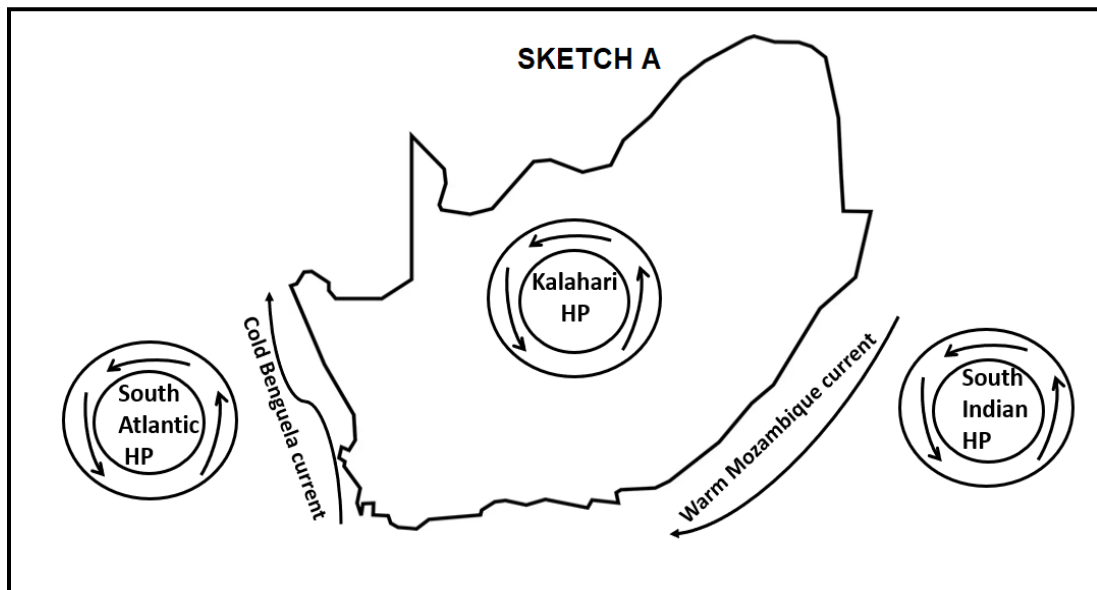 SKETCH A
Kalahari
HP
Cold Benguela current
South
Atlantic
HP
Warm Mozambique current
South
Indian
HP